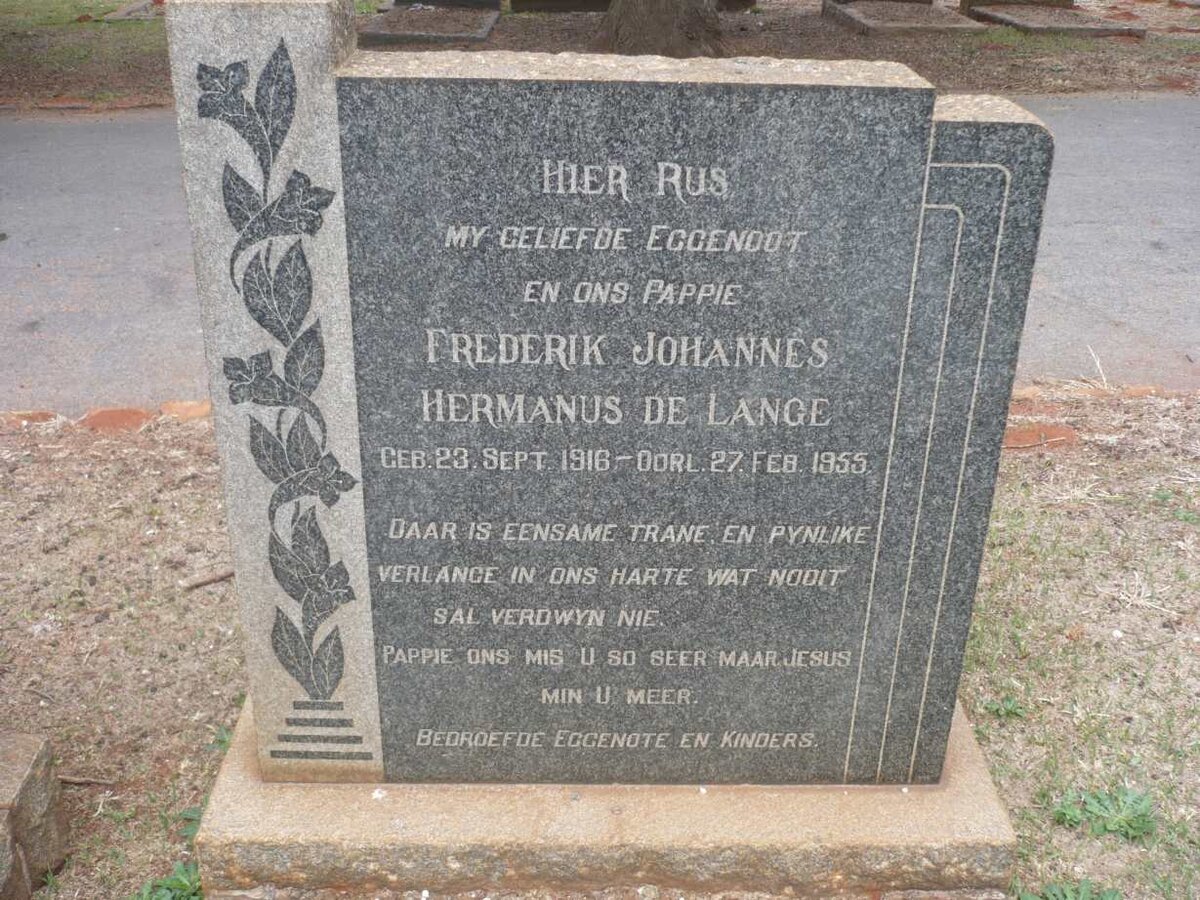 HIER RUS
MY GELIEFDE EGGENOOT
EN ONS PAPPIE
FREDERIK JOHANNES
HERMANUS DE LANGE
GEB. 23. SEPT. 1916 – OORL. 27. FEB. 1955.
DAAR IS EENSAME TRANE EN PYNLIKE
VERLANGE IN ONS HARTE WAT NOOIT
SAL VERDWYN NIE.
PAPPIE ONS MIS U SO SEER MAAR JESUS
MIN U MEER.
BEDROEFDE EGGENOTE EN KINDERS.